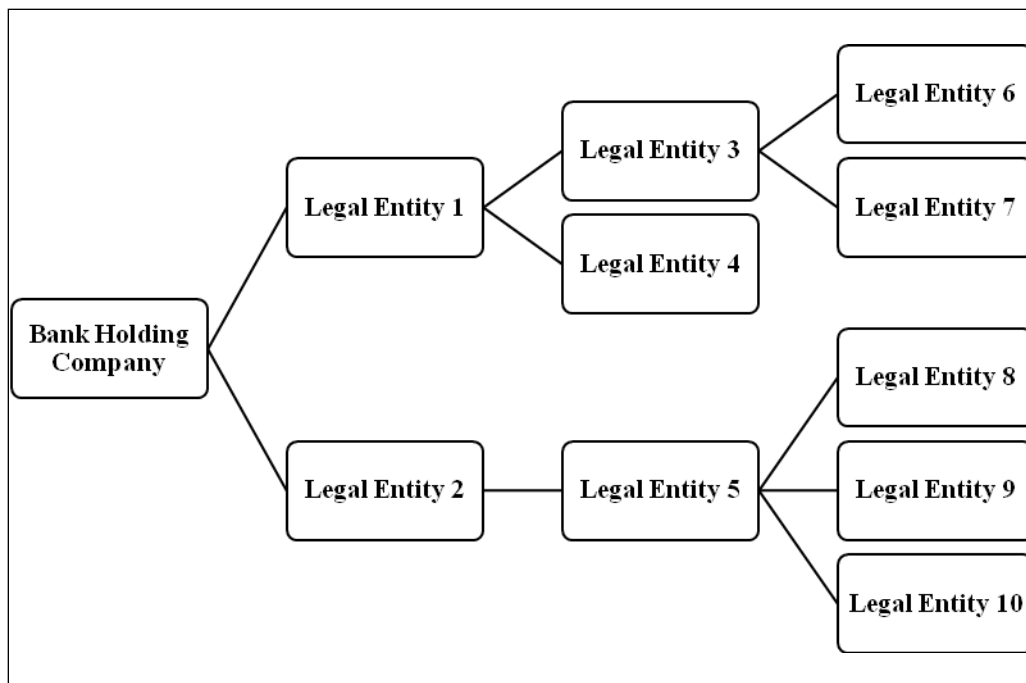 Bank Holding
Company
Legal Entity 1
Legal Entity 2
Legal Entity 3
Legal Entity 4
Legal Entity 5
Legal Entity 6
Legal Entity 7
Legal Entity 8
Legal Entity 9
Legal Entity 10